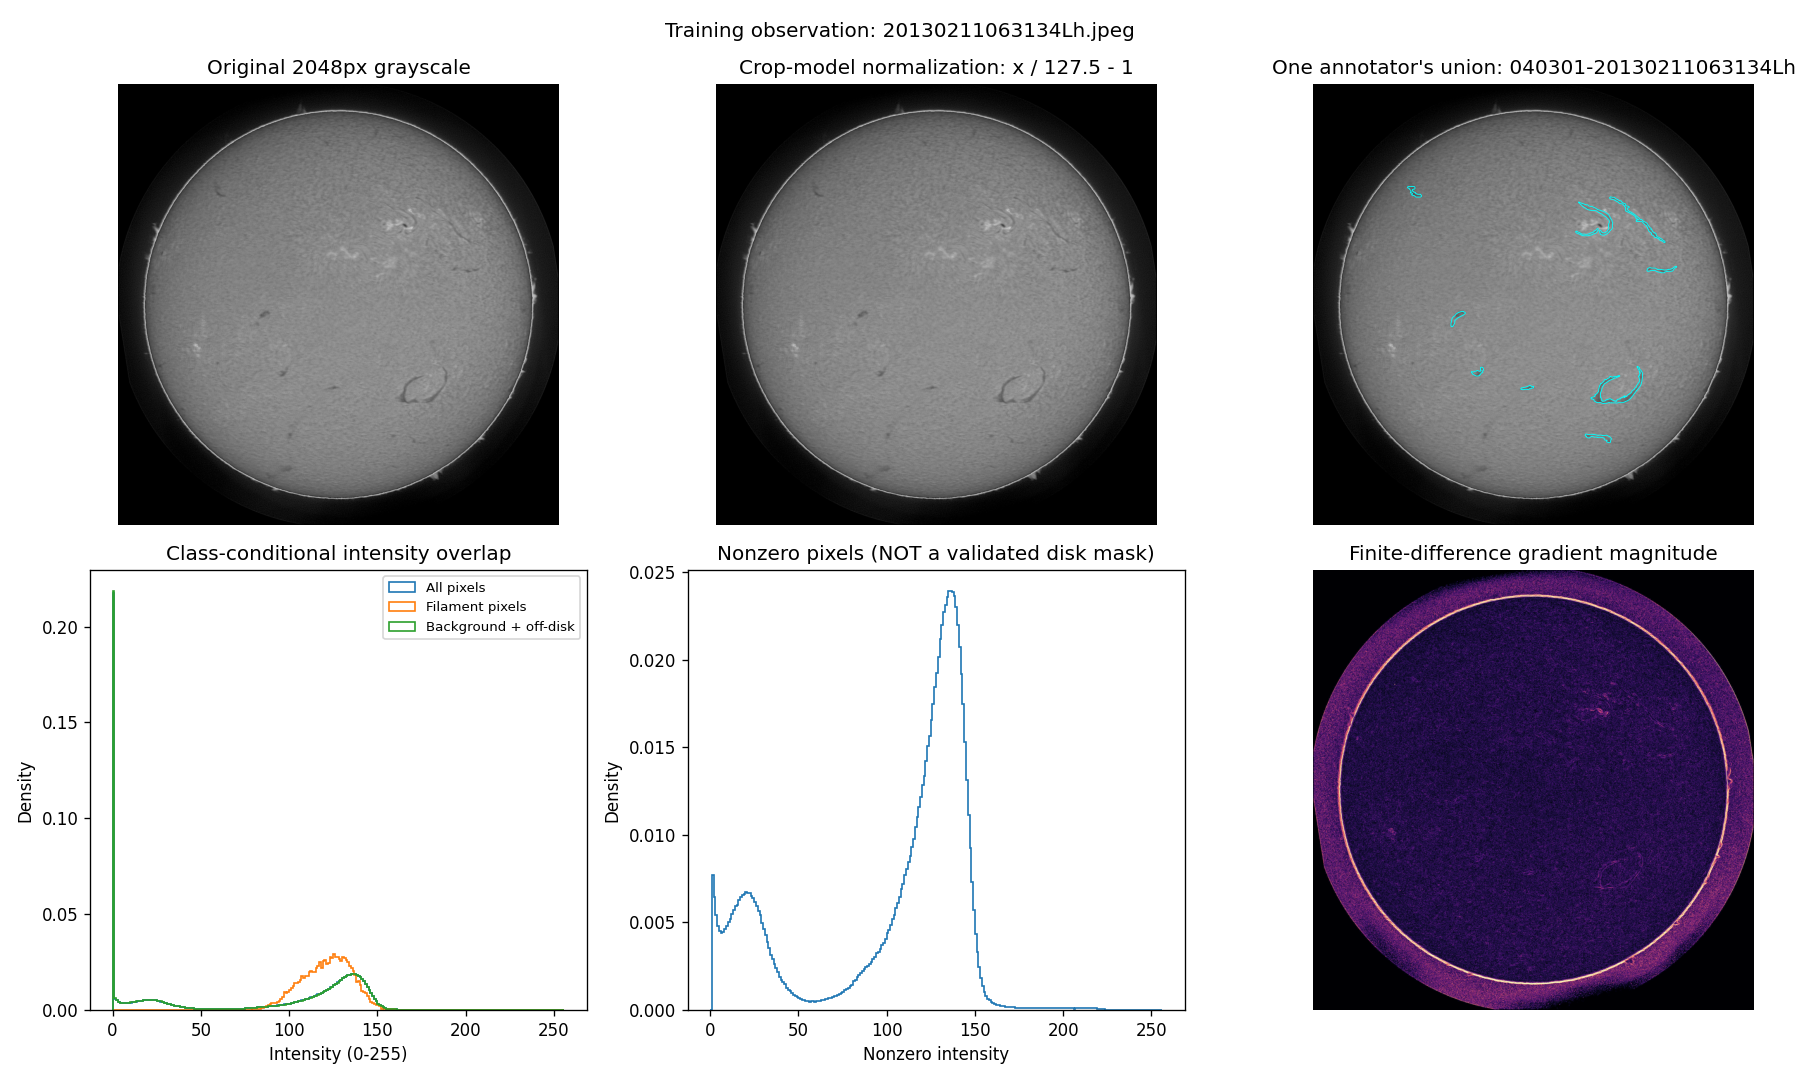 Training observation: 20130211063134Lh.jpeg
Original 2048px grayscale
Crop-model normalization: x / 127.5 - 1
One annotator's union: 040301-20130211063134Lh
Class-conditional intensity overlap
Nonzero pixels (NOT a validated disk mask)
Finite-difference gradient magnitude
All pixels
Filament pixels
Background + off-disk
Density
0.20
0.15
0.10
0.05
0.00
0 50 100 150 200 250
Intensity (0-255)
Density
0.025
0.020
0.015
0.010
0.005
0.000
0 50 100 150 200 250
Nonzero intensity